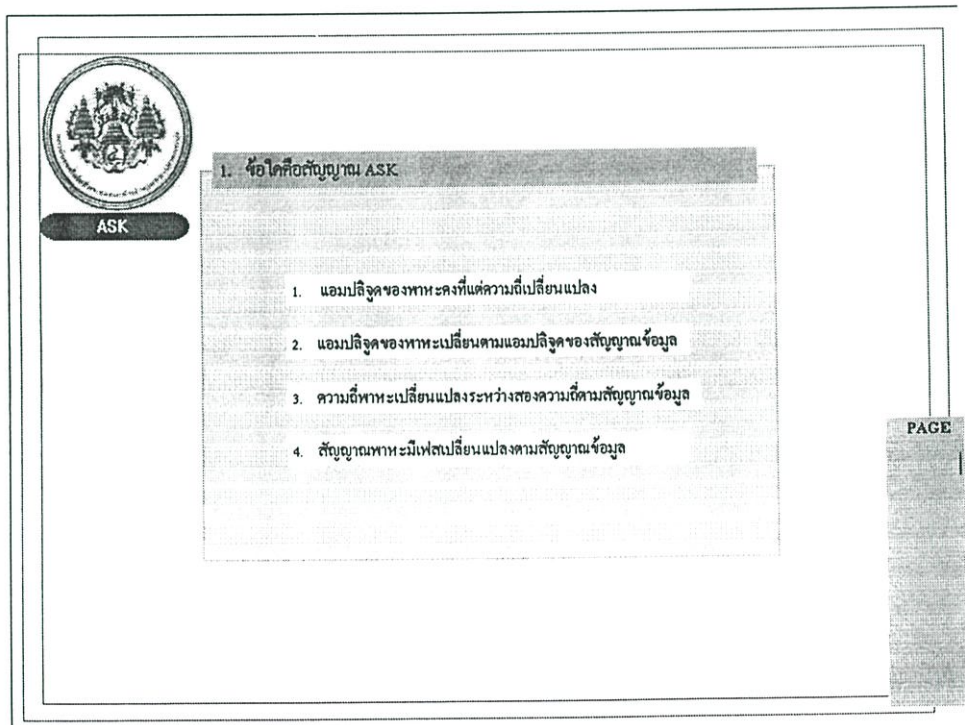 1. ข้อใดคือสัญญาณ ASK
ASK
1. แอมปลิจูดของพาหะคงที่แต่ความถี่เปลี่ยนแปลง
2. แอมปลิจูดของพาหะเปลี่ยนตามแอมปลิจูดของสัญญาณข้อมูล
3. ความถี่พาหะเปลี่ยนแปลงระหว่างสองความถี่ตามสัญญาณข้อมูล
4. สัญญาณพาหะมีเฟสเปลี่ยนแปลงตามสัญญาณข้อมูล
PAGE